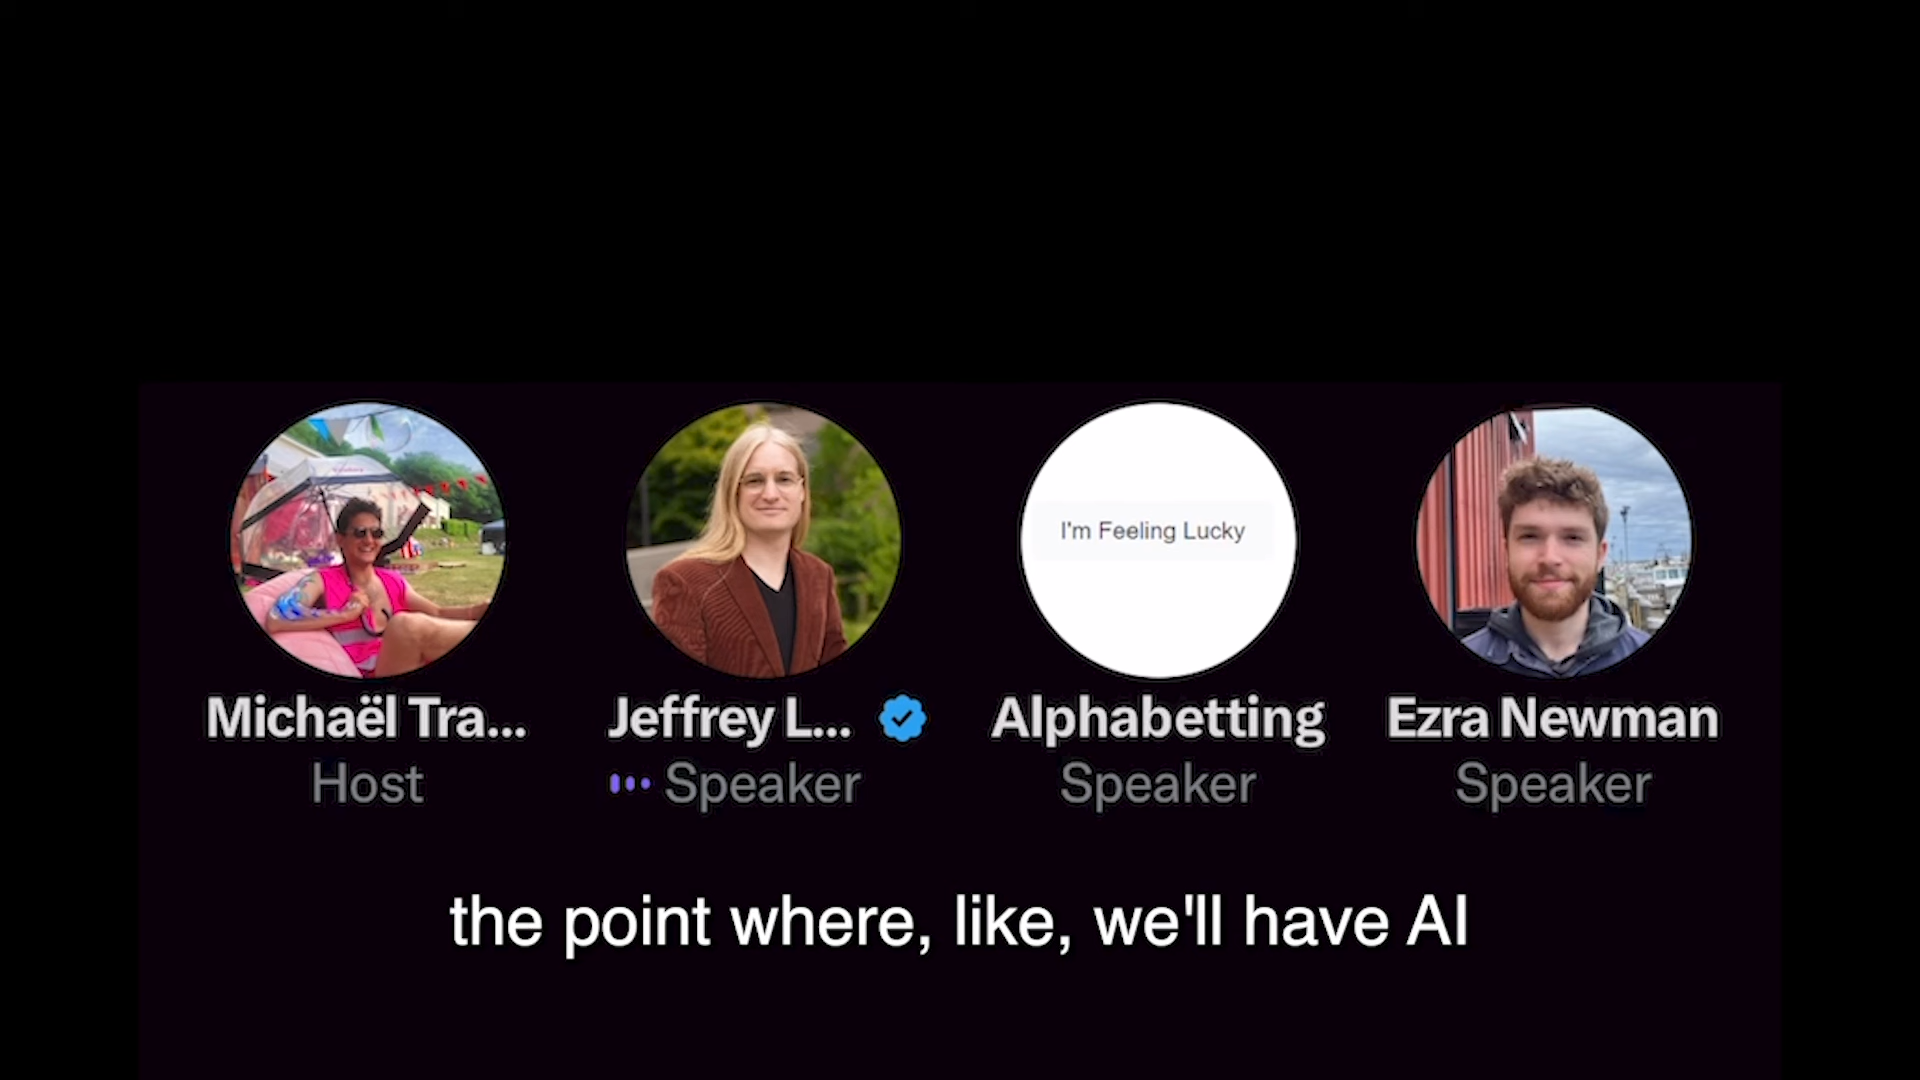 I'm Feeling Lucky
Michaël Tra...
Jeffrey L...
Alphabetting
Ezra Newman
Host
Speaker
Speaker
Speaker
the point where, like, we'll have AI